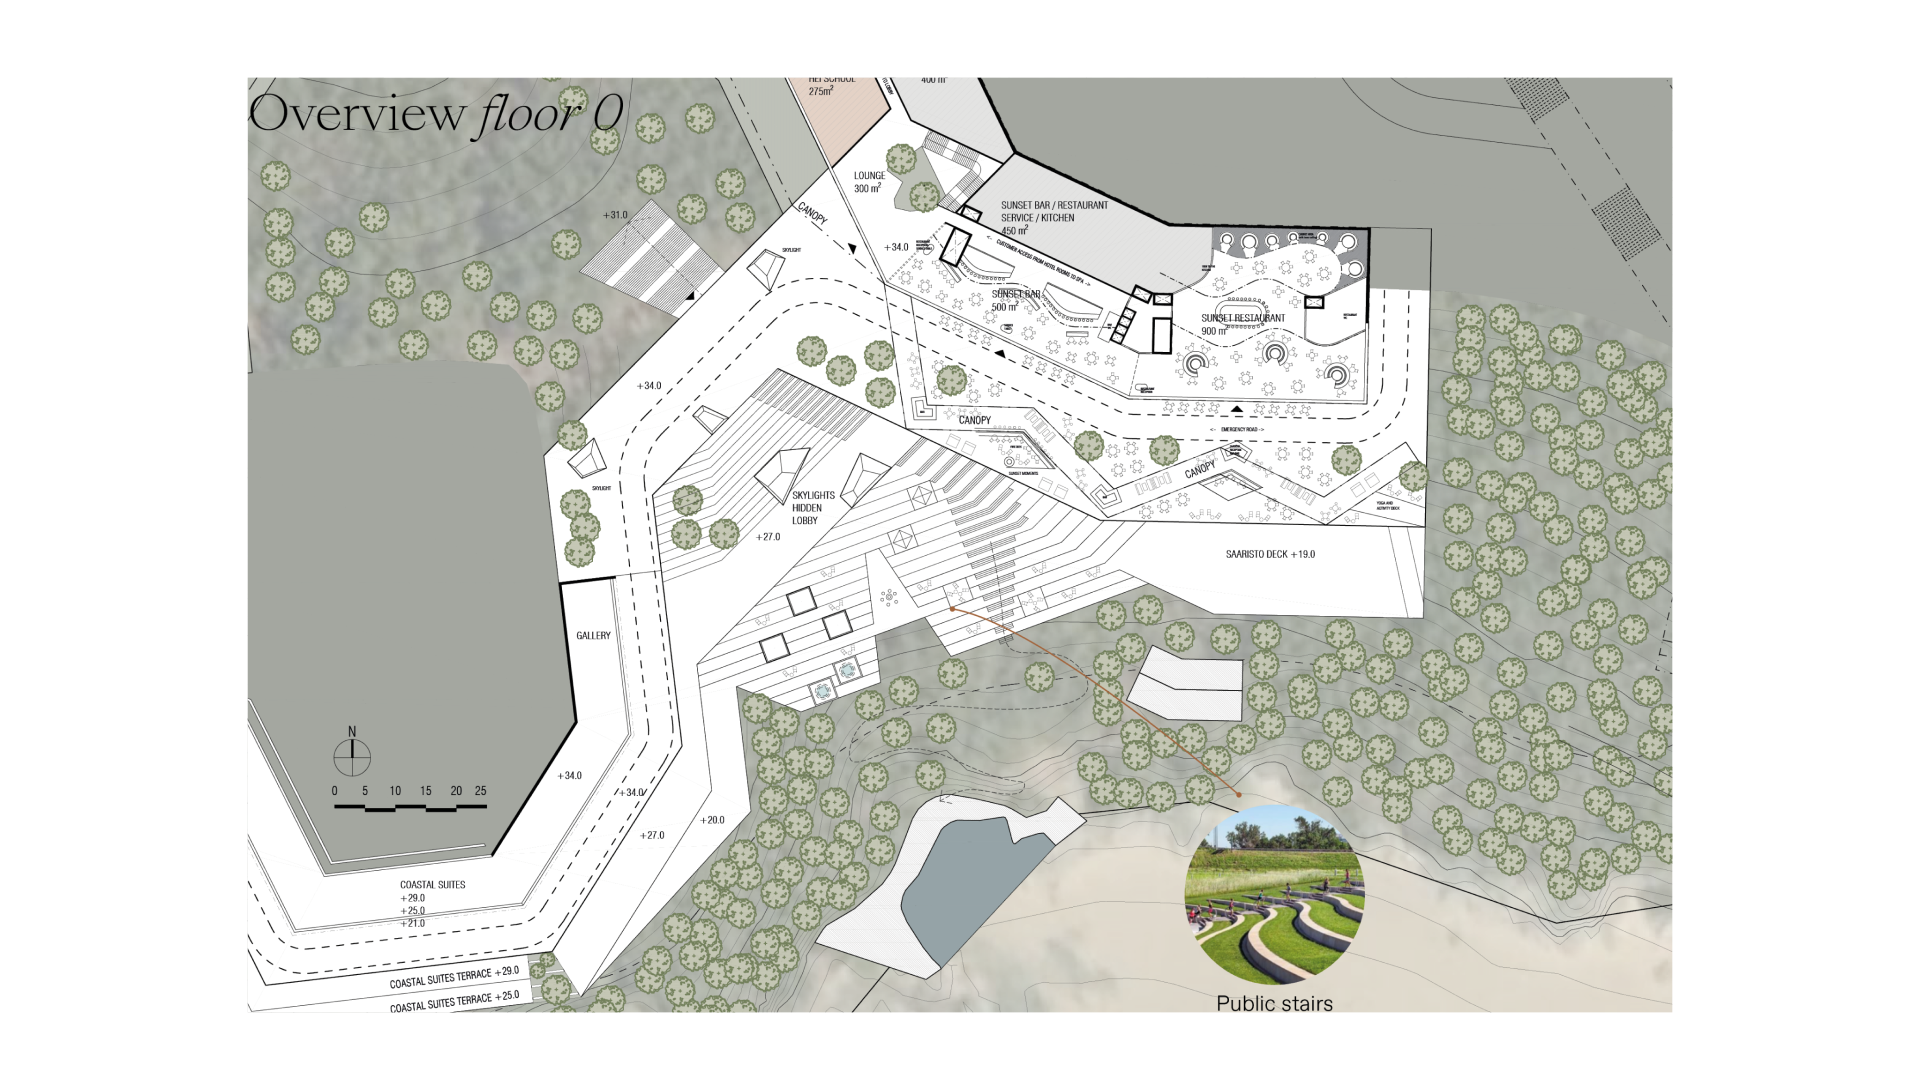 Overview floor 0
275m²
400 m²
LOUNGE
300 m²
CANOPY
SKYLIGHT
+31.0
+34.0
SUNSET BAR / RESTAURANT
SERVICE / KITCHEN
450 m²
<- CUSTOMER ACCESS FROM HOTEL ROOMS TO SPA ->
SUNSET BAR
500 m²
SUNSET RESTAURANT
900 m²
+34.0
CANOPY
<- EMERGENCY ROAD ->
CANOPY
SUNSET MOMENTS
YOGA AND
ACTIVITY DECK
SKYLIGHT
SKYLIGHTS
HIDDEN
LOBBY
+27.0
SAARISTO DECK +19.0
GALLERY
N
0 5 10 15 20 25
+34.0
+34.0
+27.0
+20.0
COASTAL SUITES
+29.0
+25.0
+21.0
COASTAL SUITES TERRACE +29.0
COASTAL SUITES TERRACE +25.0
Public stairs